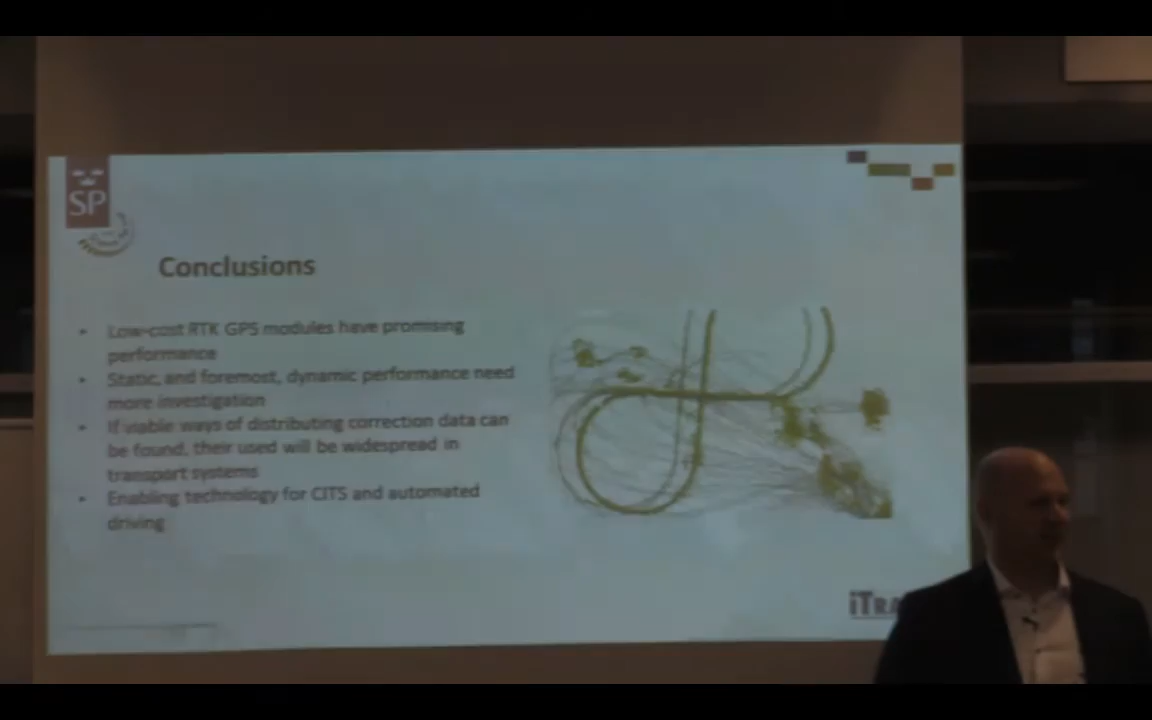 SP
Conclusions
• Low-cost RTK GPS modules have promising
performance
• Static, and foremost, dynamic performance need
more investigation
• If viable ways of distributing correction data can
be found, their used will be widespread in
transport systems
• Enabling technology for CITS and automated
driving
iTRA